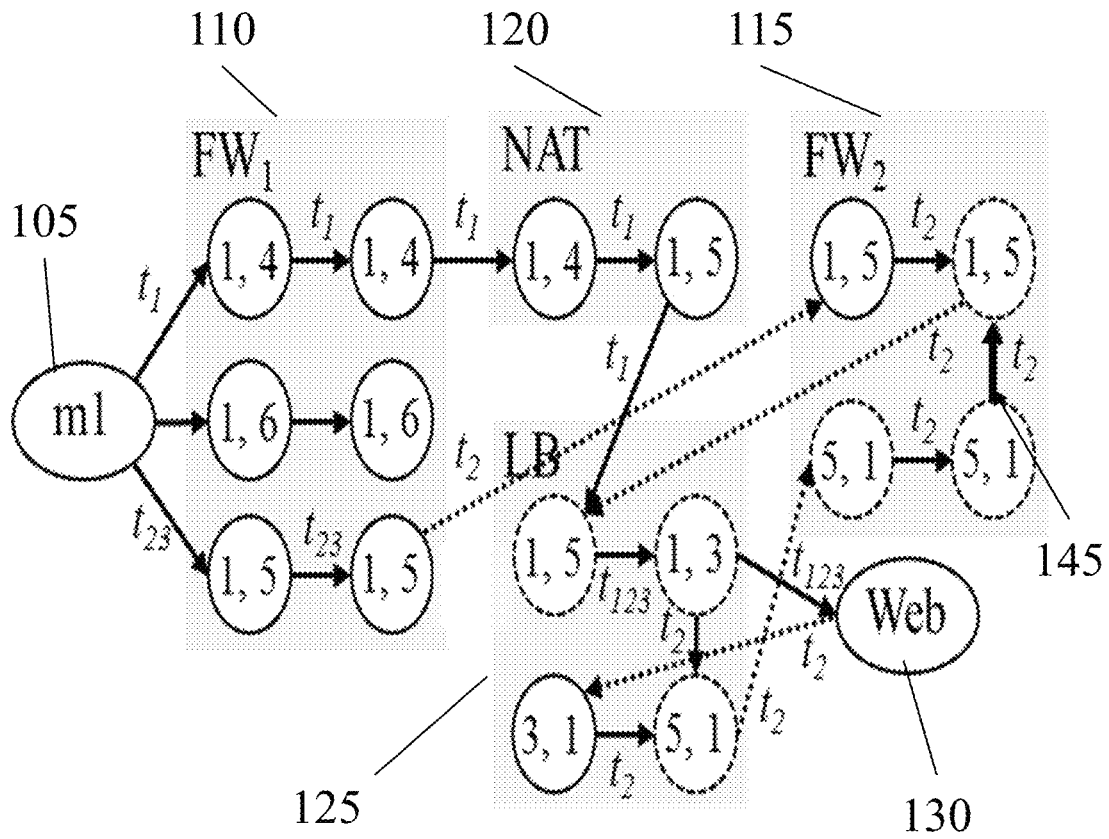 110 120 115
FW1 NAT FW2
105
t1 t1 t1 t1 t2
1, 4 1, 4 1, 4 1, 5 1, 5 1, 5
t1 t2 t2
m1 1, 6 1, 6 t2 LB t2
5, 1 5, 1
t23 t23
1, 5 1, 5 1, 5 t123 1, 3 t123 145
Web
t2 t2
3, 1 t2 5, 1 t2
125 130